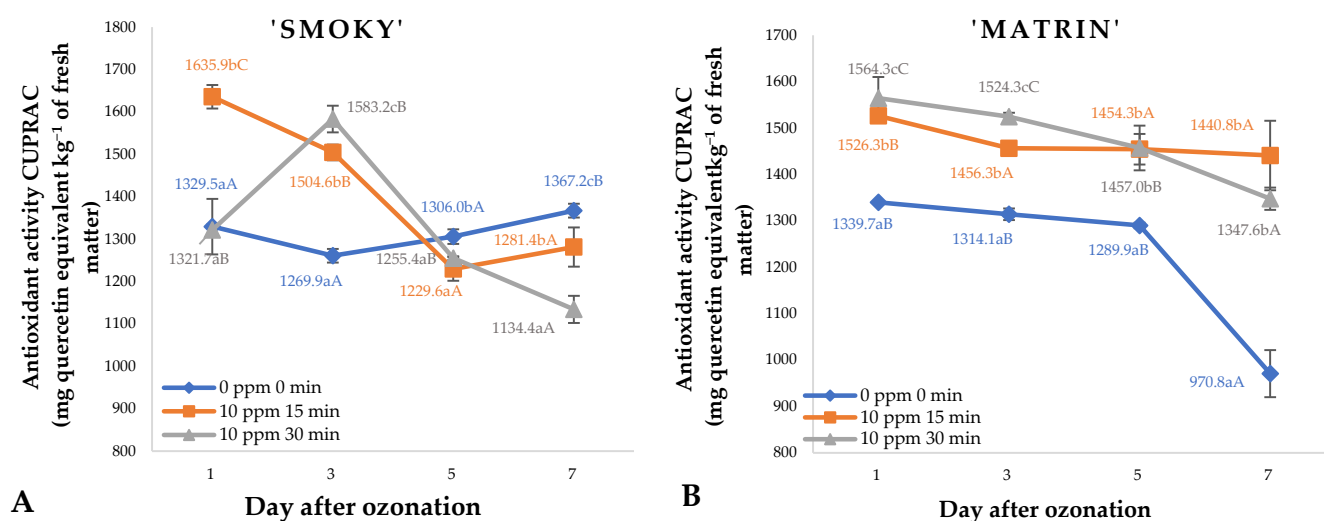 'SMOKY'
Antioxidant activity CUPRAC
(mg quercetin equivalent kg⁻¹ of fresh
matter)
1800
1700
1600
1500
1400
1300
1200
1100
1000
900
800
1635.9bC
1583.2cB
1504.6bB
1329.5aA
1367.2cB
1306.0bA
1281.4bA
1321.7aB
1255.4aB
1269.9aA
1229.6aA
1134.4aA
0 ppm 0 min
10 ppm 15 min
10 ppm 30 min
1
3
5
7
Day after ozonation
A
'MATRIN'
Antioxidant activity CUPRAC
(mg quercetin equivalentkg⁻¹ of fresh
matter)
1700
1600
1500
1400
1300
1200
1100
1000
900
800
1564.3cC
1524.3cC
1454.3bA
1440.8bA
1526.3bB
1456.3bA
1457.0bB
1347.6bA
1339.7aB
1314.1aB
1289.9aB
970.8aA
0 ppm 0 min
10 ppm 15 min
10 ppm 30 min
1
3
5
7
Day after ozonation
B